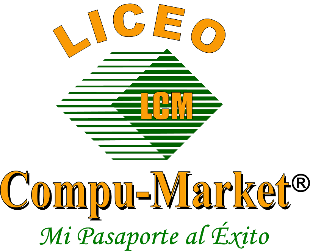 LICEO
LCM
Compu-Market®
Mi Pasaporte al Éxito